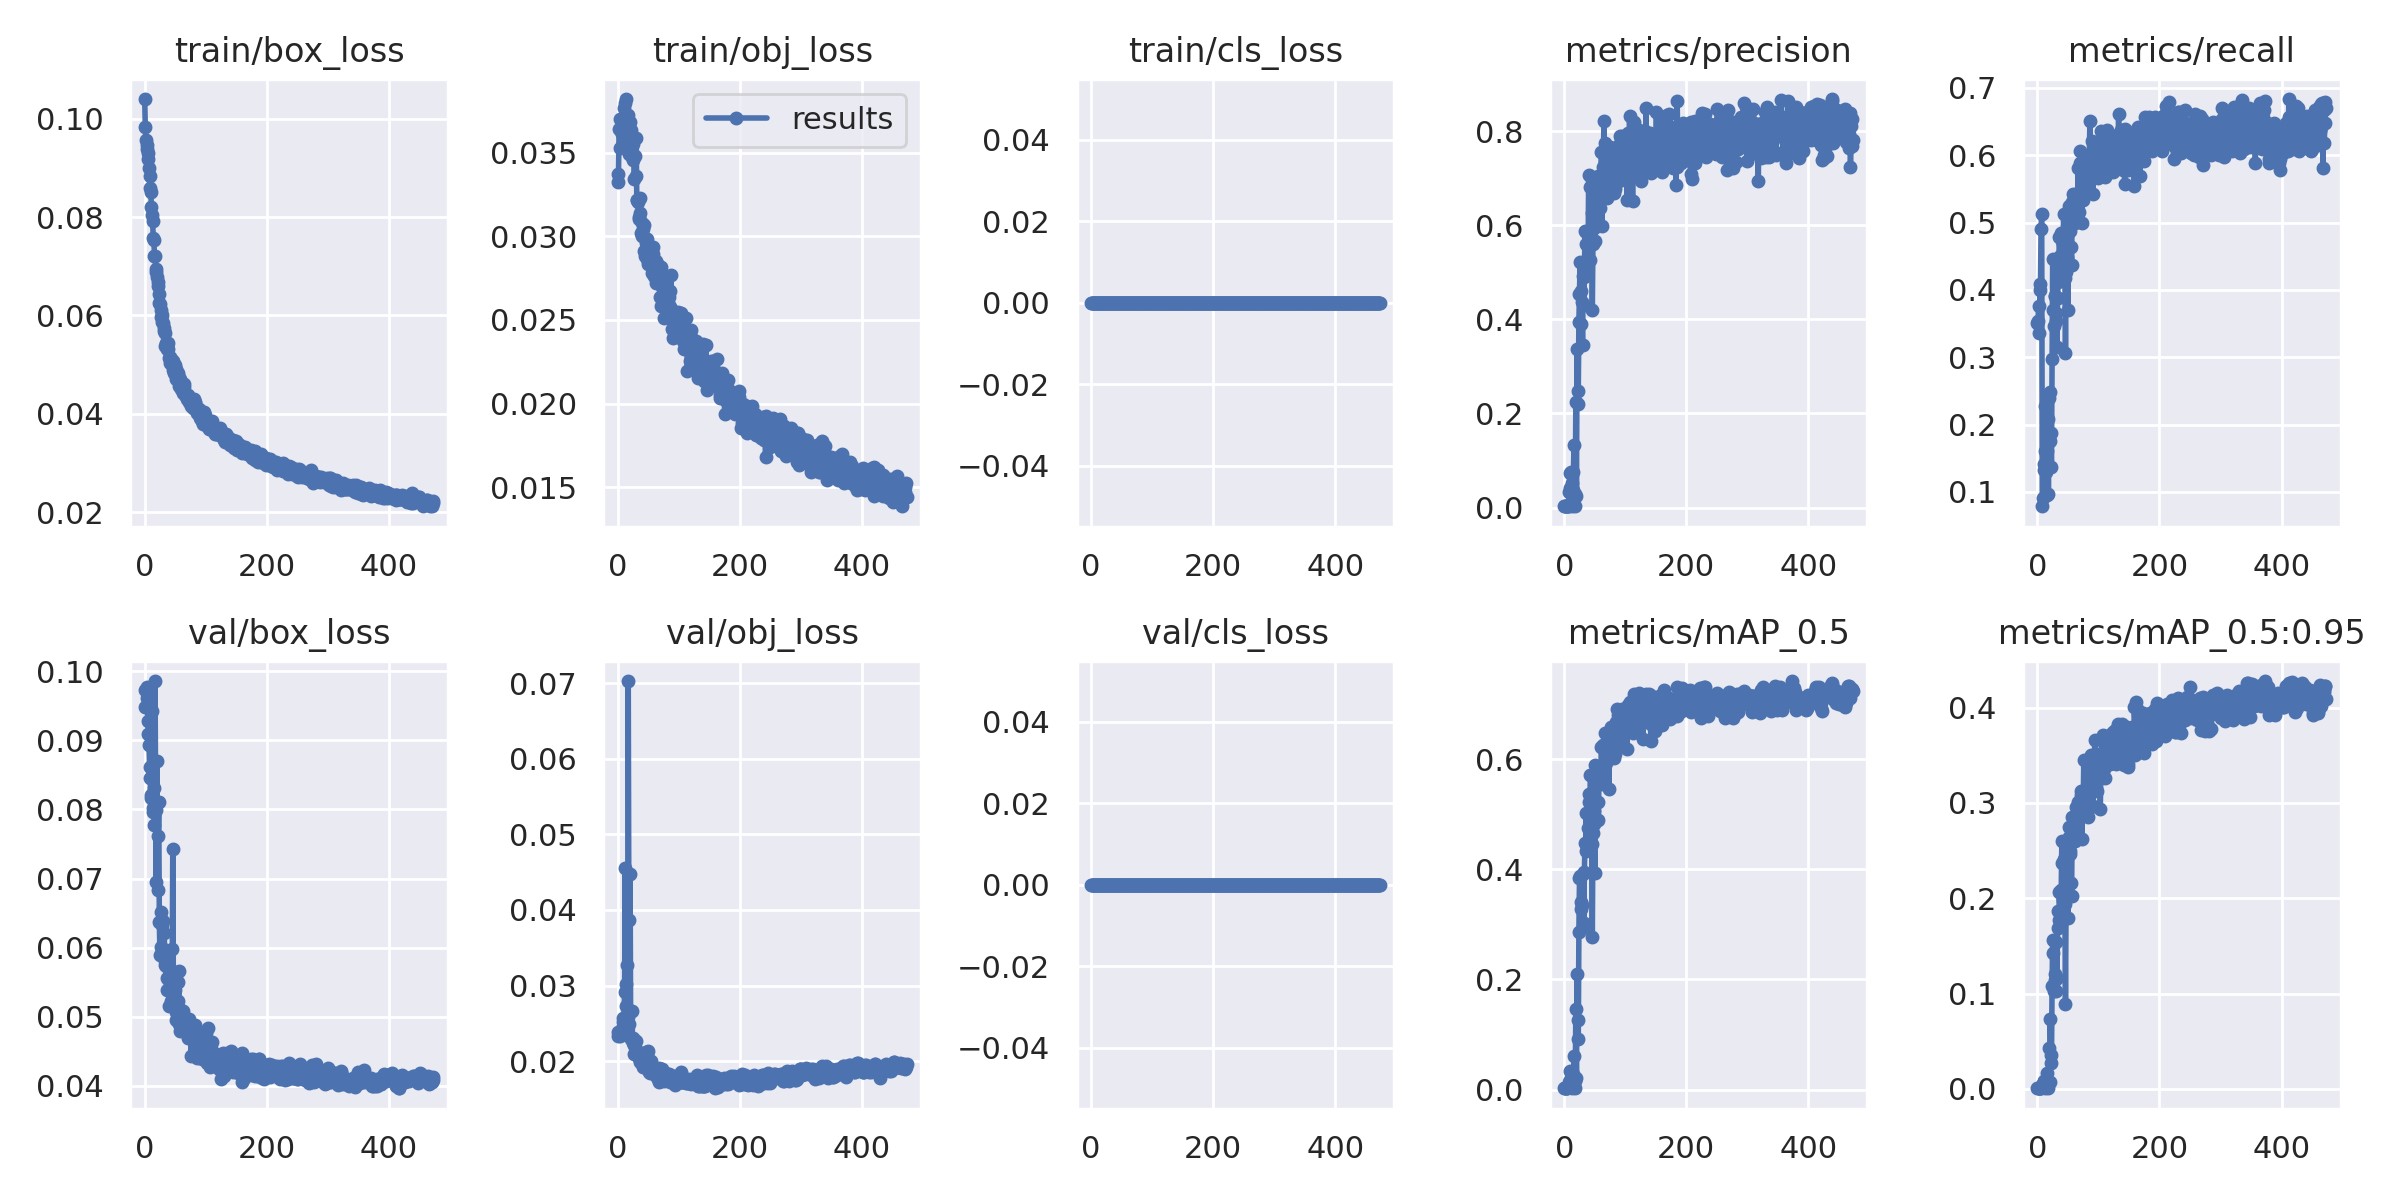 train/box_loss
train/obj_loss
train/cls_loss
metrics/precision
metrics/recall
0.10
0.08
0.06
0.04
0.02
0 200 400
results
0.035
0.030
0.025
0.020
0.015
0 200 400
0.04
0.02
0.00
−0.02
−0.04
0 200 400
0.8
0.6
0.4
0.2
0.0
0 200 400
0.7
0.6
0.5
0.4
0.3
0.2
0.1
0 200 400
val/box_loss
val/obj_loss
val/cls_loss
metrics/mAP_0.5
metrics/mAP_0.5:0.95
0.10
0.09
0.08
0.07
0.06
0.05
0.04
0 200 400
0.07
0.06
0.05
0.04
0.03
0.02
0 200 400
0.04
0.02
0.00
−0.02
−0.04
0 200 400
0.6
0.4
0.2
0.0
0 200 400
0.4
0.3
0.2
0.1
0.0
0 200 400